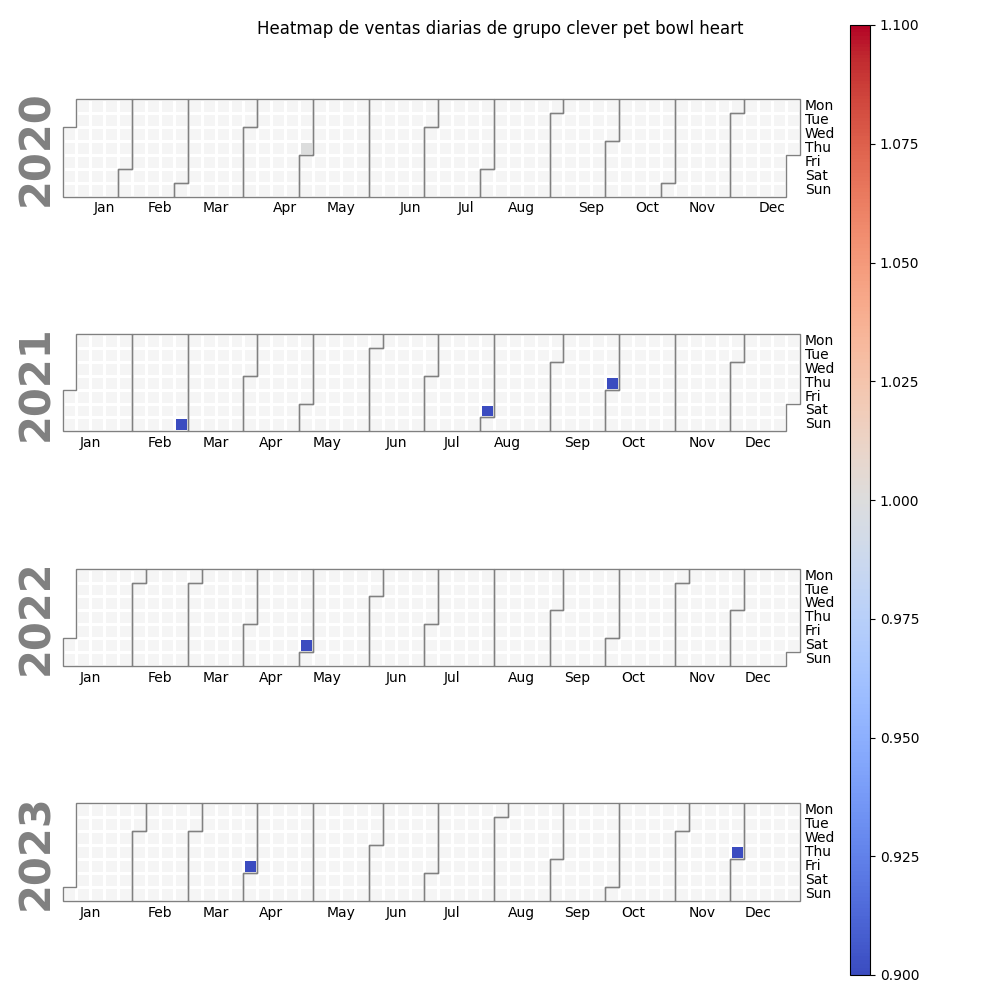 Heatmap de ventas diarias de grupo clever pet bowl heart
2020
Mon
Tue
Wed
Thu
Fri
Sat
Sun
Jan Feb Mar Apr May Jun Jul Aug Sep Oct Nov Dec
2021
Mon
Tue
Wed
Thu
Fri
Sat
Sun
Jan Feb Mar Apr May Jun Jul Aug Sep Oct Nov Dec
2022
Mon
Tue
Wed
Thu
Fri
Sat
Sun
Jan Feb Mar Apr May Jun Jul Aug Sep Oct Nov Dec
2023
Mon
Tue
Wed
Thu
Fri
Sat
Sun
Jan Feb Mar Apr May Jun Jul Aug Sep Oct Nov Dec
1.100
1.075
1.050
1.025
1.000
0.975
0.950
0.925
0.900